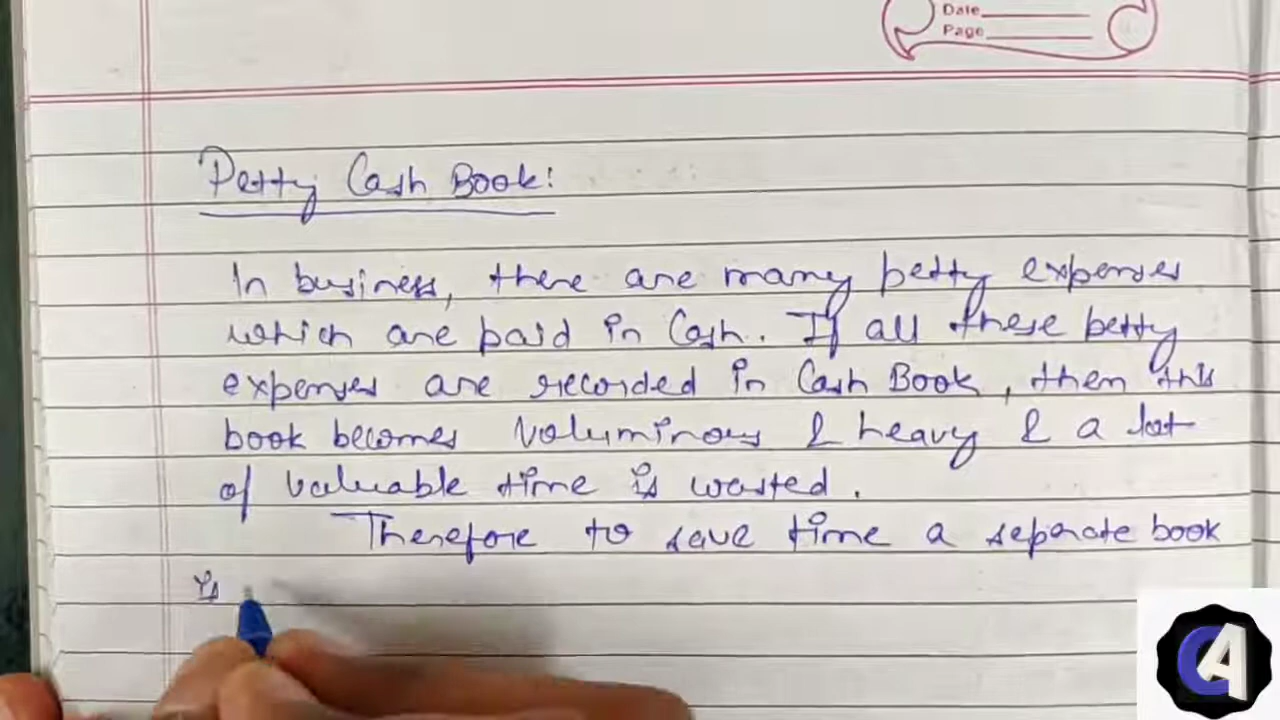 Date
Page
Petty Cash Book:
In business, there are many petty expenses
which are paid in Cash. If all these petty
expenses are recorded in Cash Book, then this
book becomes voluminous & heavy & a lot
of valuable time is wasted.
Therefore to save time a separate book
is
CA